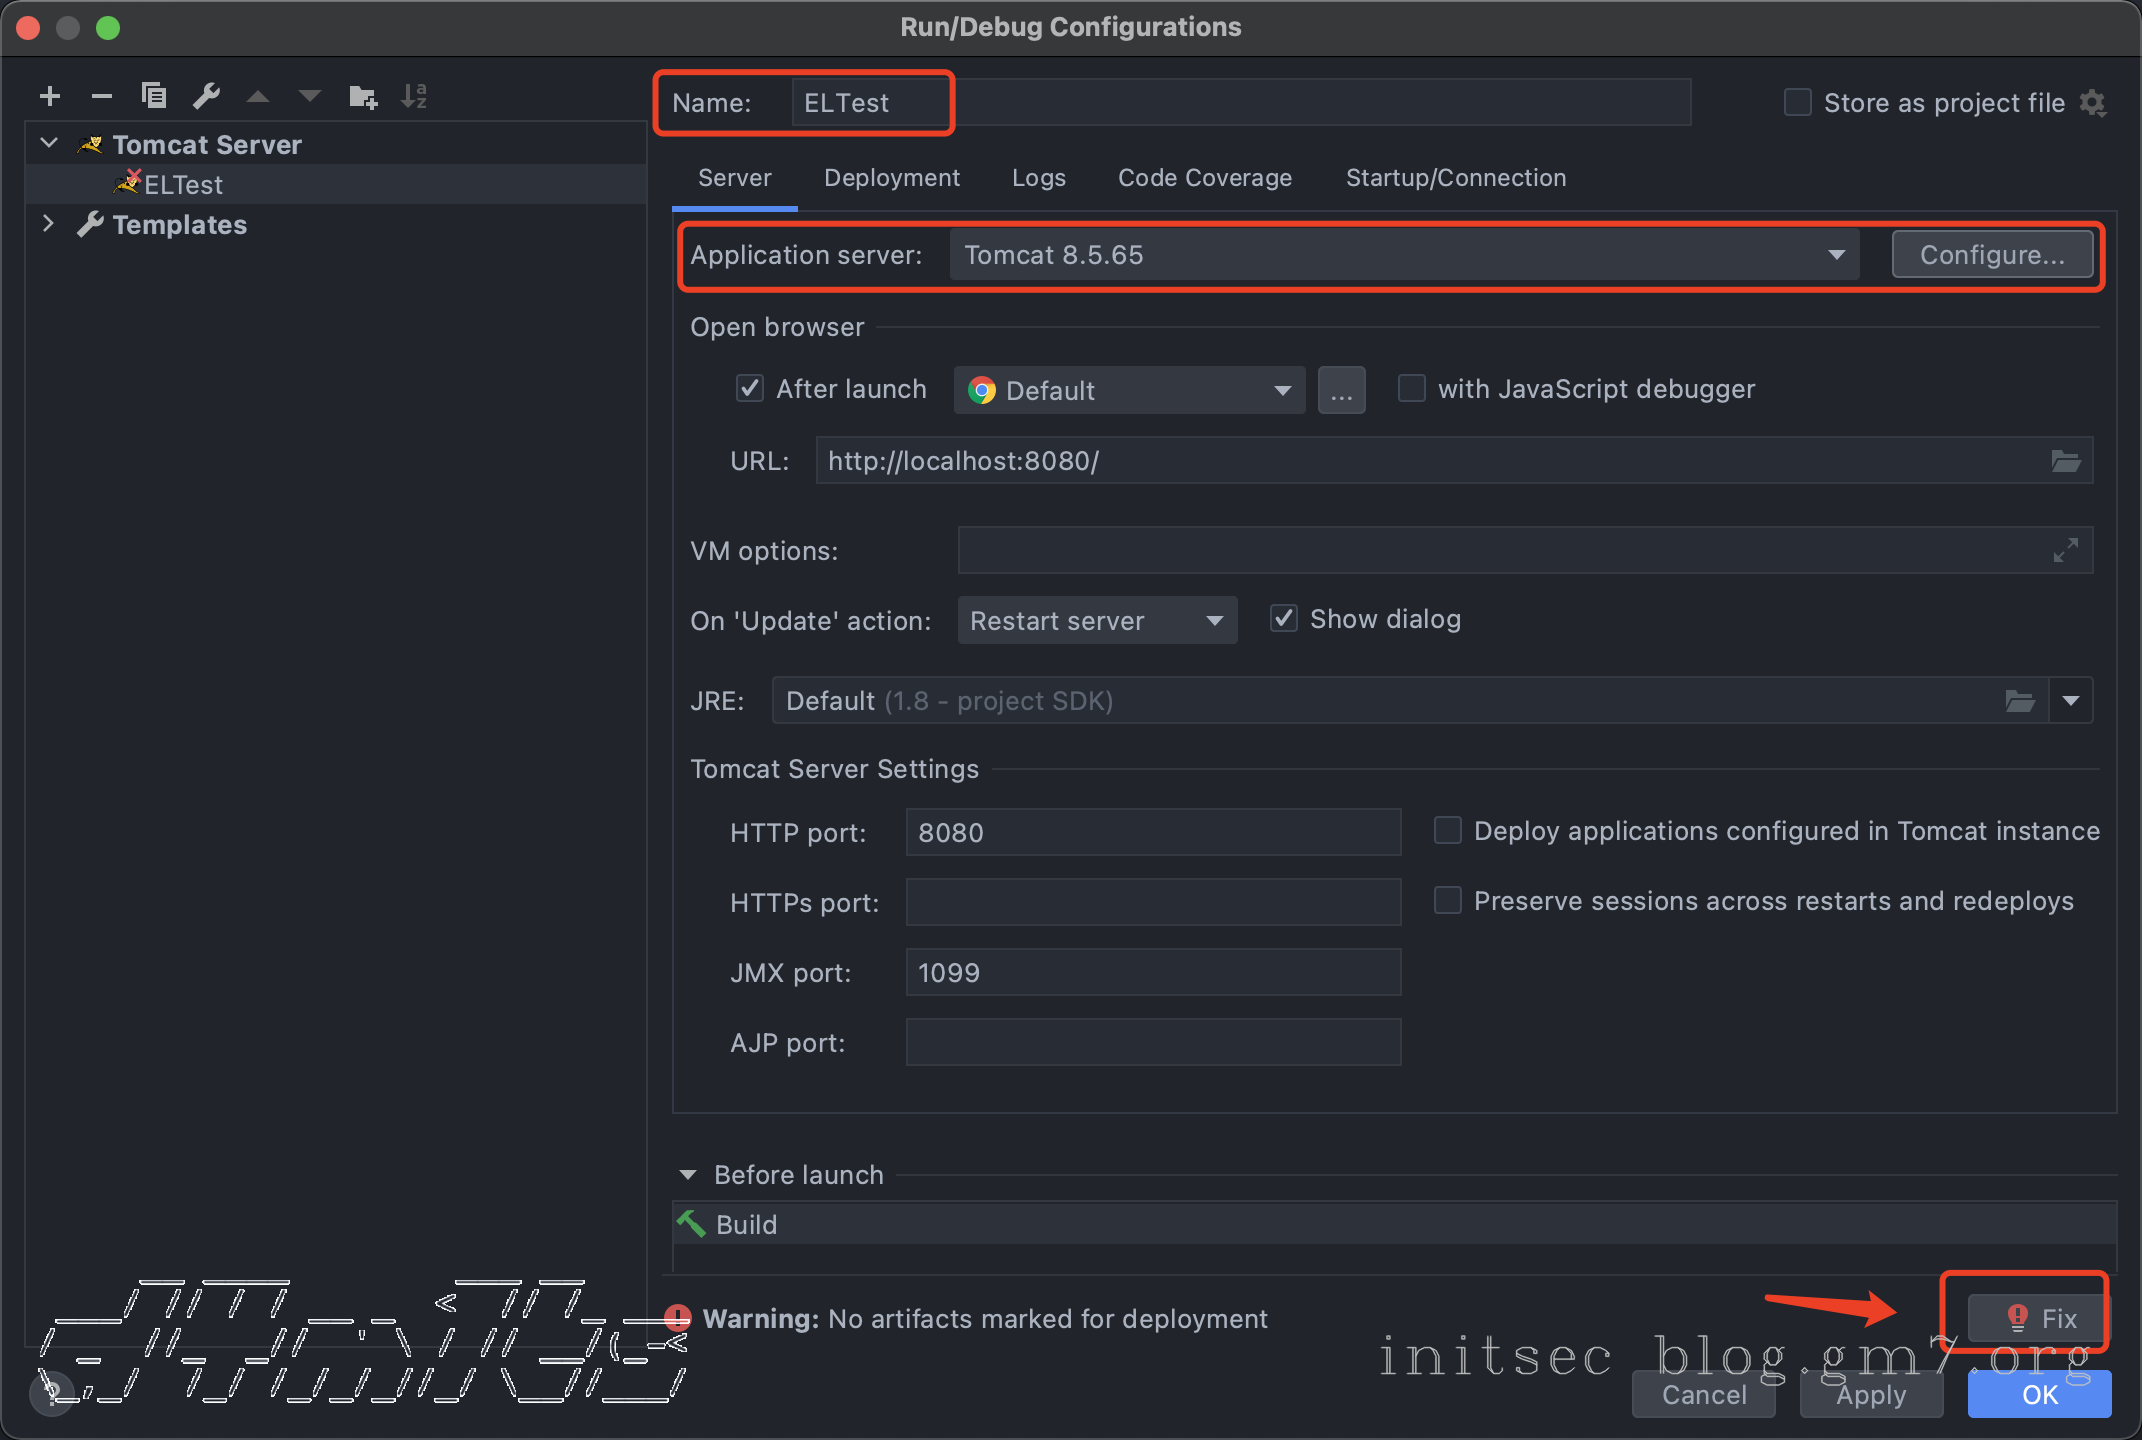 Run/Debug Configurations
Tomcat Server
ELTest
Templates
Name: ELTest
Store as project file
Server Deployment Logs Code Coverage Startup/Connection
Application server: Tomcat 8.5.65 Configure...
Open browser
After launch Default ... with JavaScript debugger
URL: http://localhost:8080/
VM options:
On 'Update' action: Restart server Show dialog
JRE: Default (1.8 - project SDK)
Tomcat Server Settings
HTTP port: 8080 Deploy applications configured in Tomcat instance
HTTPs port: Preserve sessions across restarts and redeploys
JMX port: 1099
AJP port:
Before launch
Build
Warning: No artifacts marked for deployment Fix
initsec blog.gm7.org
Cancel Apply OK